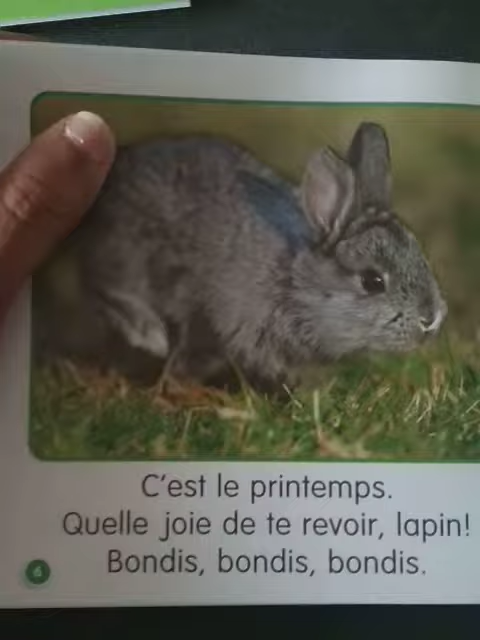 C'est le printemps.
Quelle joie de te revoir, lapin!
Bondis, bondis, bondis.
6